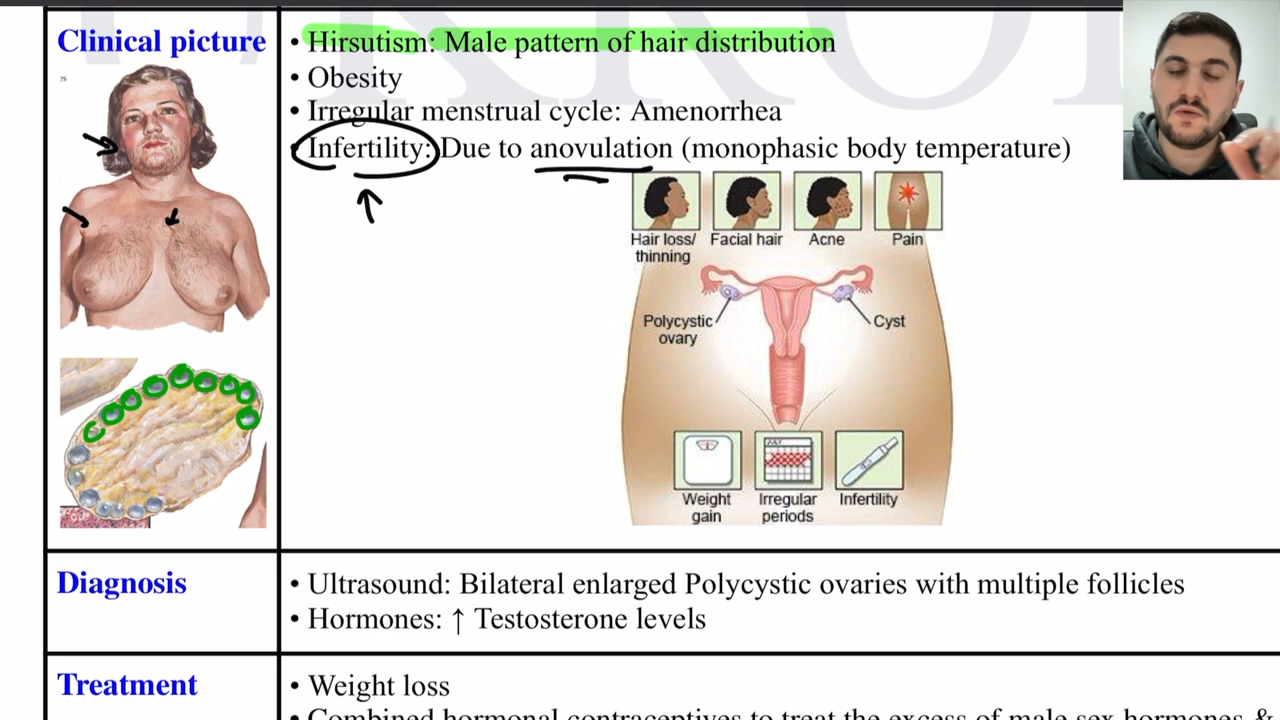 Clinical picture
• Hirsutism: Male pattern of hair distribution
• Obesity
• Irregular menstrual cycle: Amenorrhea
• Infertility: Due to anovulation (monophasic body temperature)
Hair loss/
thinning
Facial hair
Acne
Pain
Polycystic
ovary
Cyst
Weight
gain
Irregular
periods
Infertility
Diagnosis
• Ultrasound: Bilateral enlarged Polycystic ovaries with multiple follicles
• Hormones: ↑ Testosterone levels
Treatment
• Weight loss
• Combined hormonal contraceptives to treat the excess of male sex hormones &